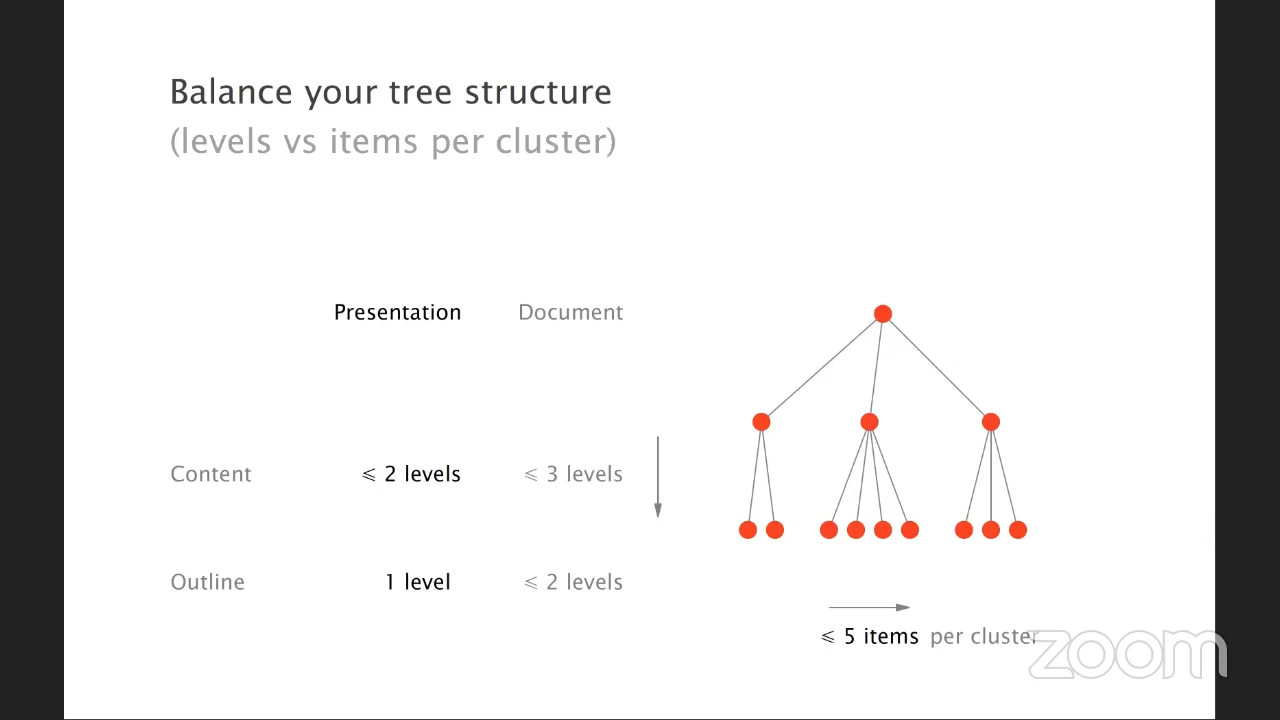 Balance your tree structure
(levels vs items per cluster)
Presentation Document
Content ⩽ 2 levels ⩽ 3 levels
Outline 1 level ⩽ 2 levels
⩽ 5 items per cluster
zoom